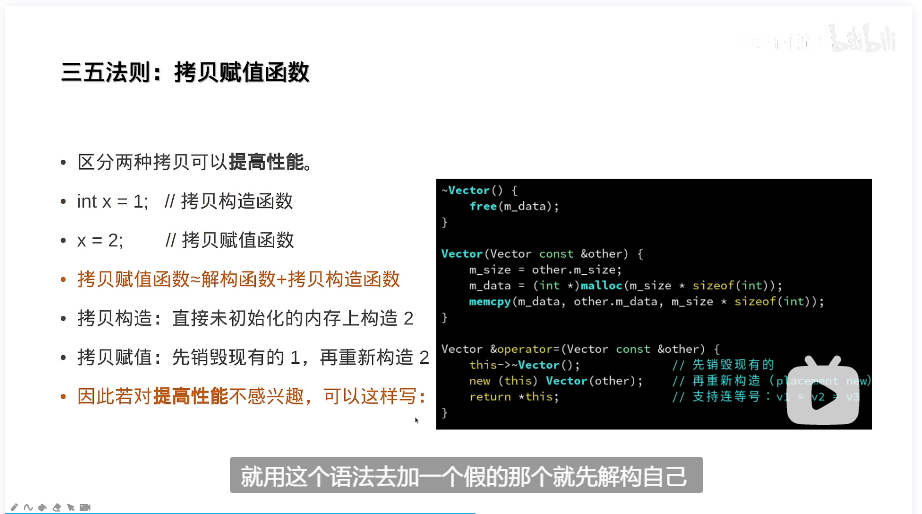 bilibili
三五法则：拷贝赋值函数
• 区分两种拷贝可以提高性能。
• int x = 1;   // 拷贝构造函数
• x = 2;        // 拷贝赋值函数
• 拷贝赋值函数≈解构函数+拷贝构造函数
• 拷贝构造：直接未初始化的内存上构造 2
• 拷贝赋值：先销毁现有的 1，再重新构造 2
• 因此若对提高性能不感兴趣，可以这样写：
~Vector() {
free(m_data);
}
Vector(Vector const &other) {
m_size = other.m_size;
m_data = (int *)malloc(m_size * sizeof(int));
memcpy(m_data, other.m_data, m_size * sizeof(int));
}
Vector &operator=(Vector const &other) {
this->~Vector();              // 先销毁现有的
new (this) Vector(other);     // 再重新构造（placement new）
return *this;                 // 支持连等号：v1 = v2 = v3
}
就用这个语法去加一个假的那个就先解构自己